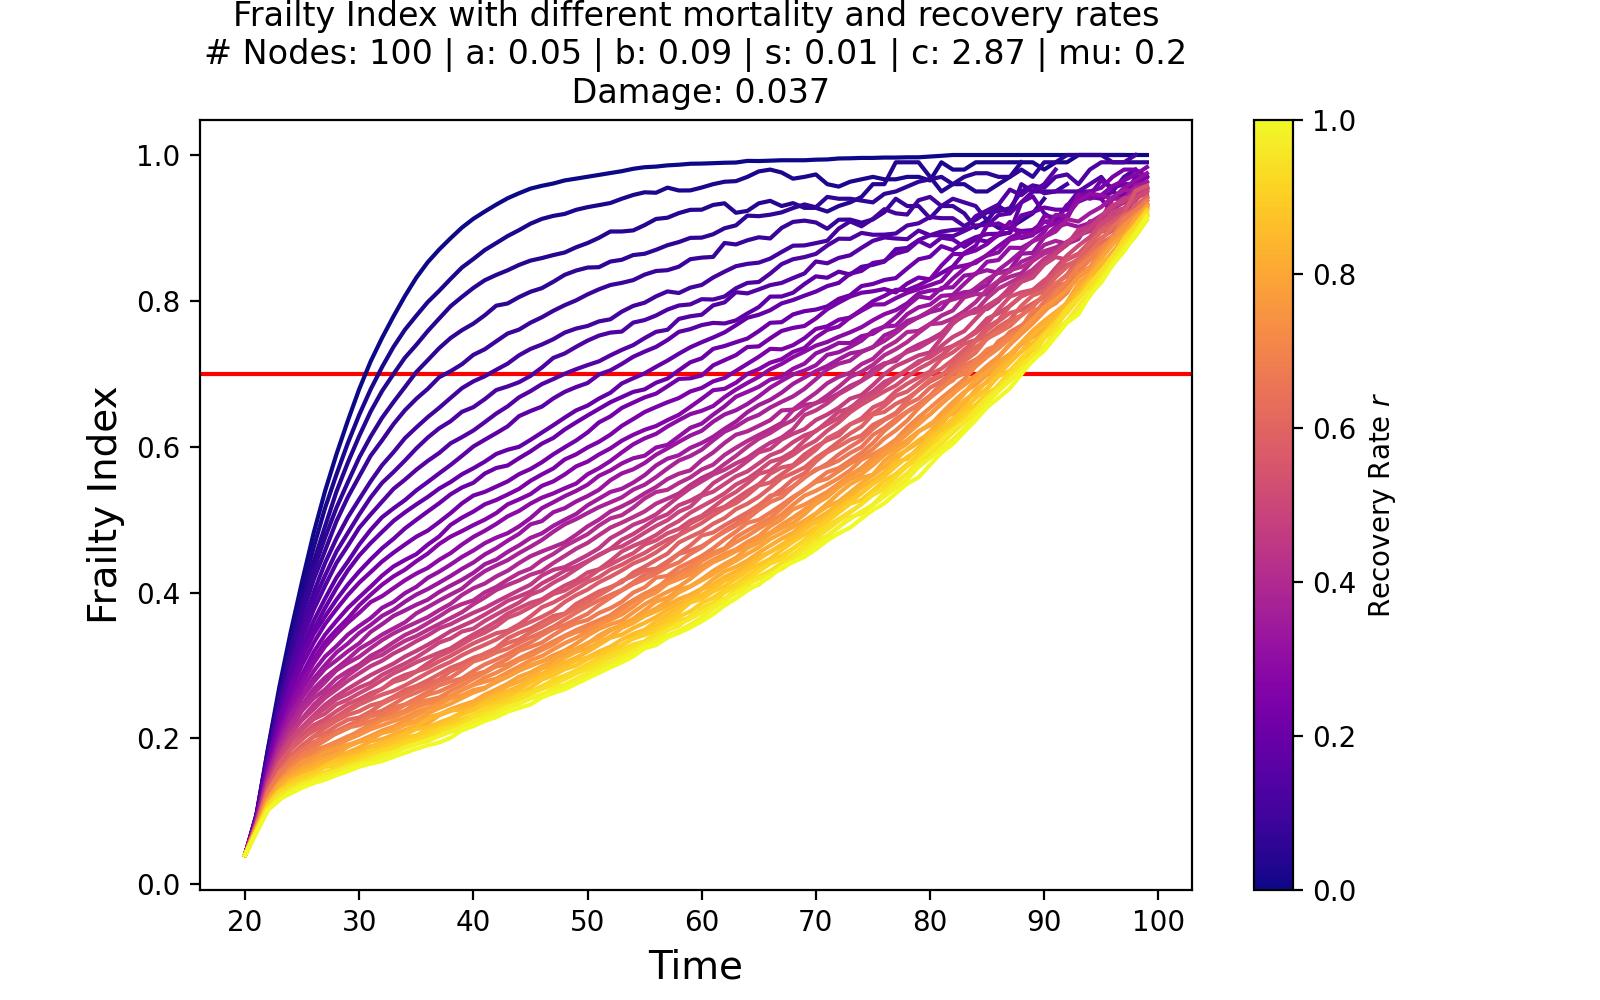 Frailty Index with different mortality and recovery rates
# Nodes: 100 | a: 0.05 | b: 0.09 | s: 0.01 | c: 2.87 | mu: 0.2
Damage: 0.037
Frailty Index
1.0
0.8
0.6
0.4
0.2
0.0
20 30 40 50 60 70 80 90 100
Time
1.0
0.8
0.6
0.4
0.2
0.0
Recovery Rate r